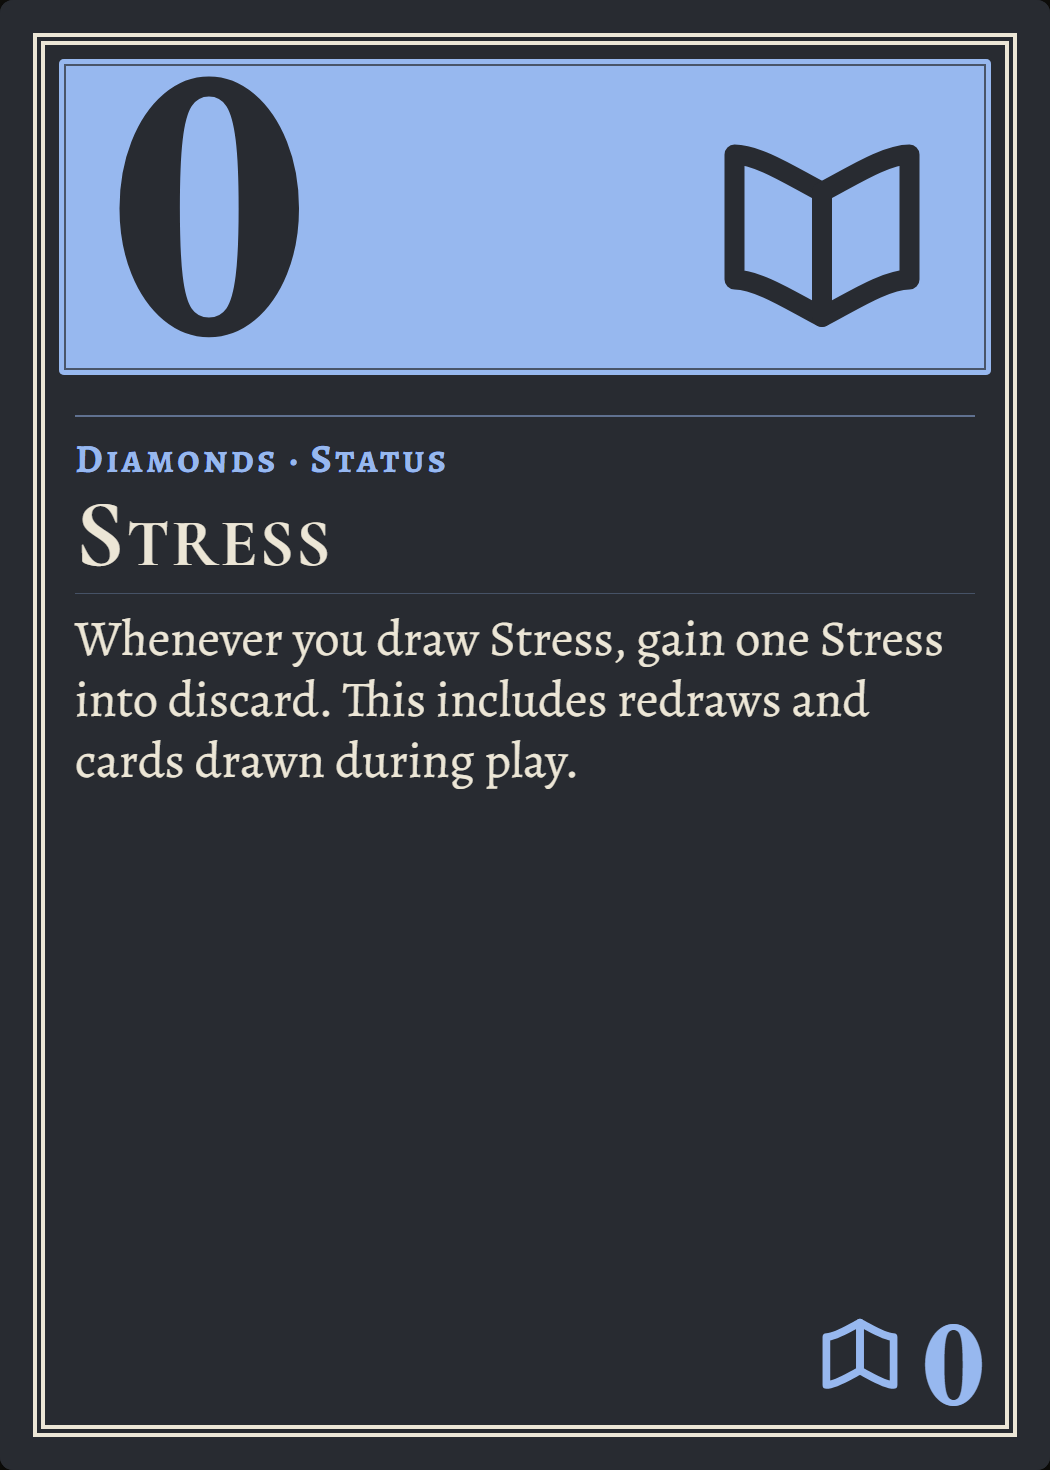 0
Diamonds · Status
Stress
Whenever you draw Stress, gain one Stress
into discard. This includes redraws and
cards drawn during play.
0